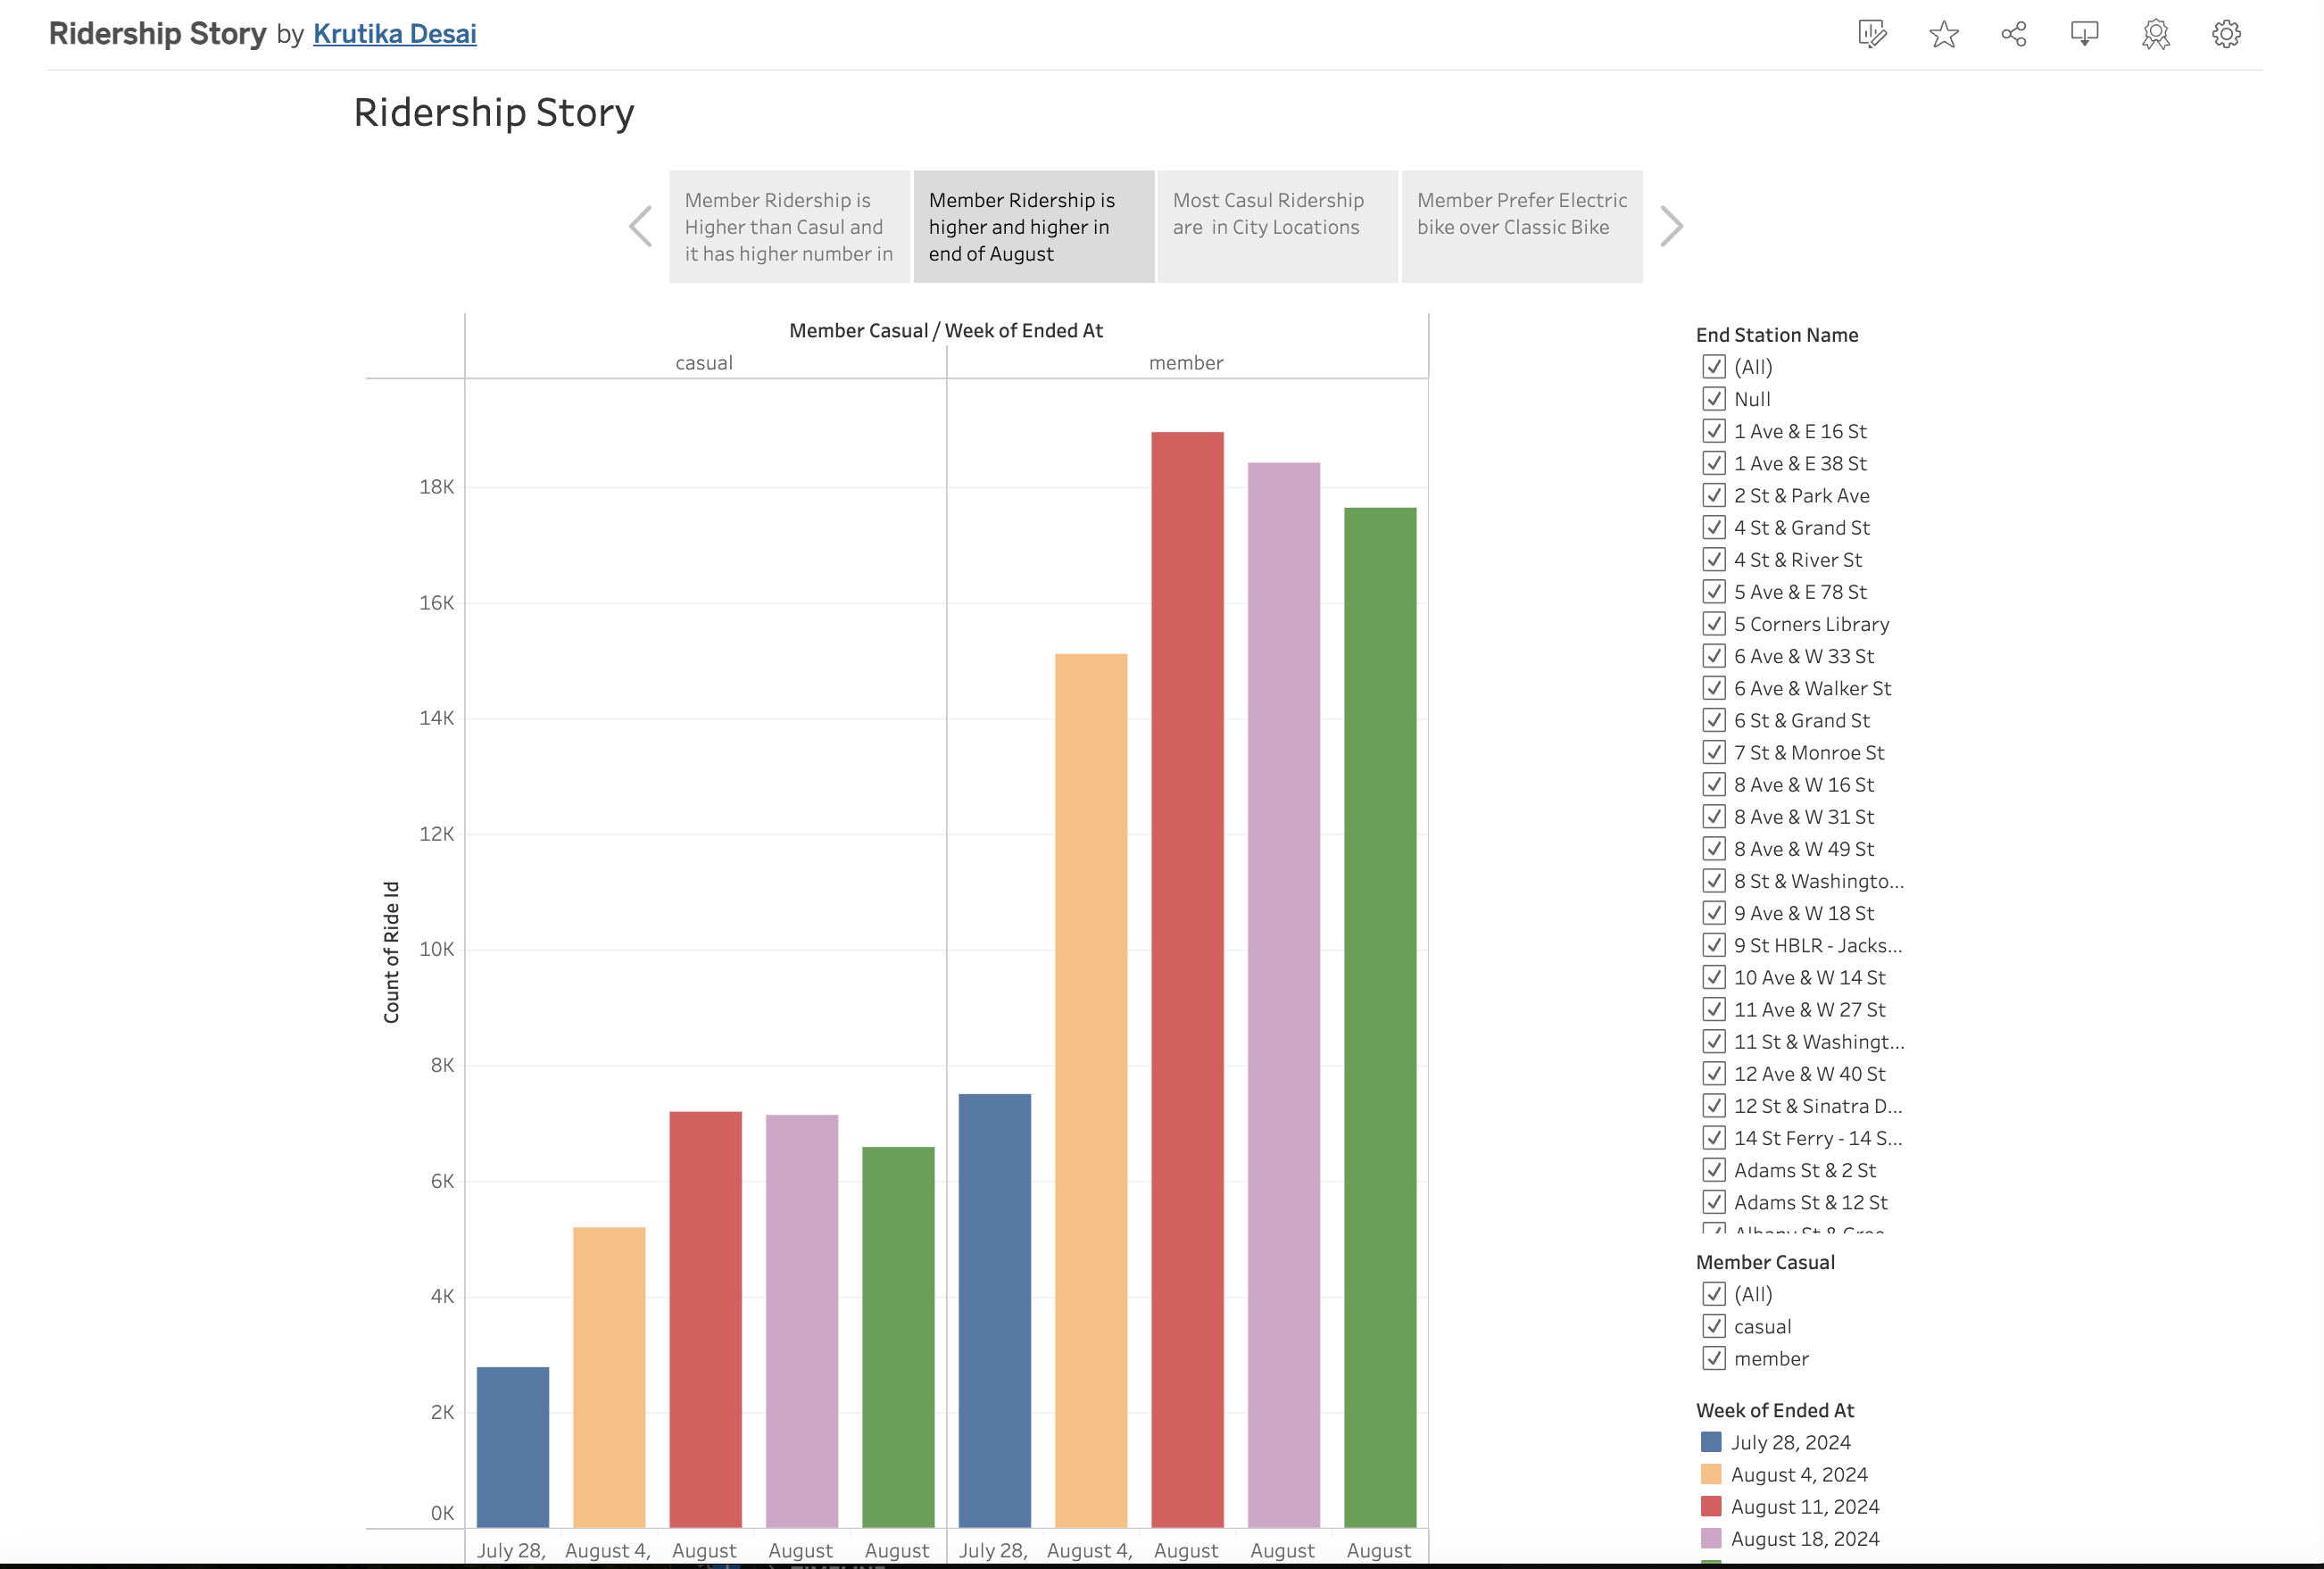 Ridership Story by Krutika Desai
Ridership Story
Member Ridership is
Higher than Casul and
it has higher number in
Member Ridership is
higher and higher in
end of August
Most Casul Ridership
are in City Locations
Member Prefer Electric
bike over Classic Bike
Member Casual / Week of Ended At
casual
member
18K
16K
14K
12K
10K
8K
6K
4K
2K
0K
Count of Ride Id
July 28,
August 4,
August
August
August
July 28,
August 4,
August
August
August
End Station Name
(All)
Null
1 Ave & E 16 St
1 Ave & E 38 St
2 St & Park Ave
4 St & Grand St
4 St & River St
5 Ave & E 78 St
5 Corners Library
6 Ave & W 33 St
6 Ave & Walker St
6 St & Grand St
7 St & Monroe St
8 Ave & W 16 St
8 Ave & W 31 St
8 Ave & W 49 St
8 St & Washingto...
9 Ave & W 18 St
9 St HBLR - Jacks...
10 Ave & W 14 St
11 Ave & W 27 St
11 St & Washingt...
12 Ave & W 40 St
12 St & Sinatra D...
14 St Ferry - 14 S...
Adams St & 2 St
Adams St & 12 St
Member Casual
(All)
casual
member
Week of Ended At
July 28, 2024
August 4, 2024
August 11, 2024
August 18, 2024